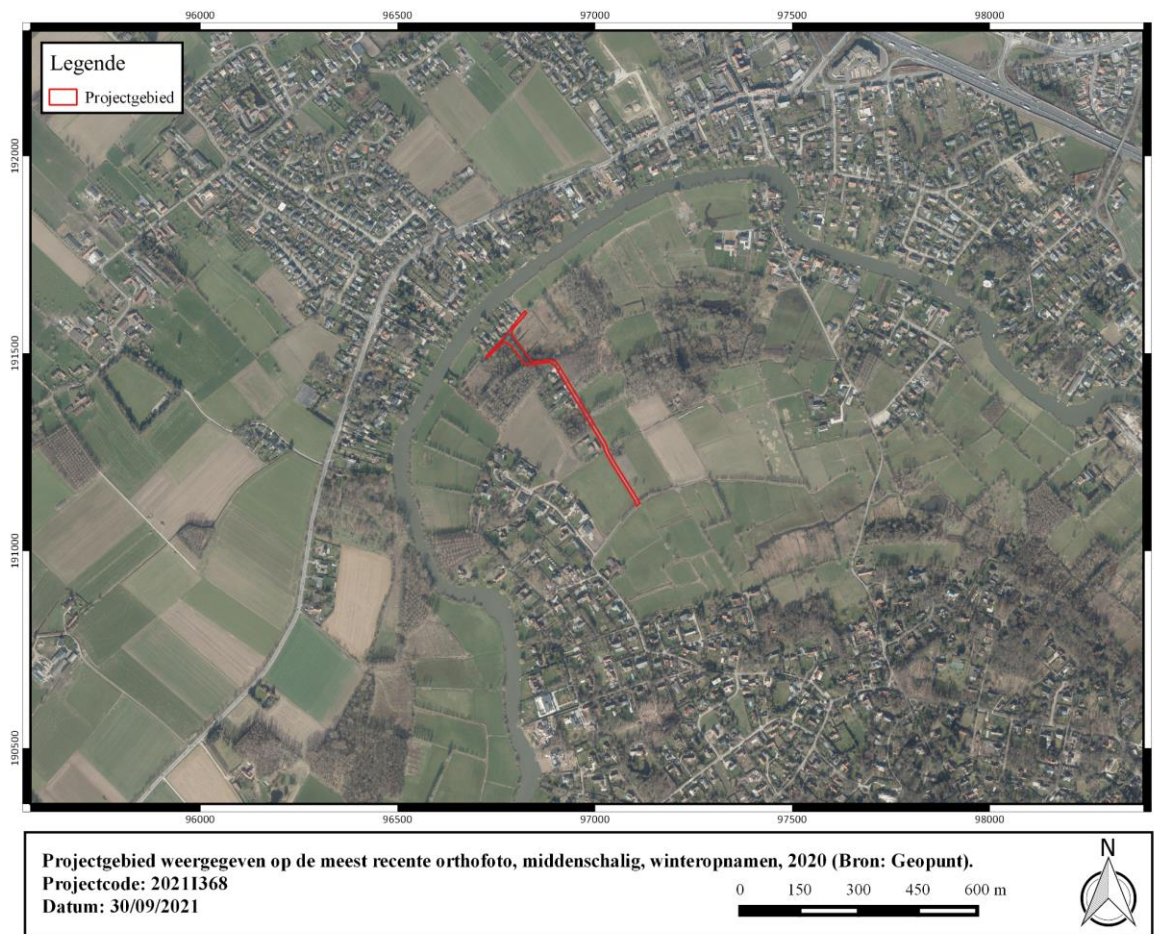 96000 96500 97000 97500 98000
Legende
Projectgebied
192000
191500
191000
190500
96000 96500 97000 97500 98000
Projectgebied weergegeven op de meest recente orthofoto, middenschalig, winteropnamen, 2020 (Bron: Geopunt).
Projectcode: 2021I368
Datum: 30/09/2021
0 150 300 450 600 m
N